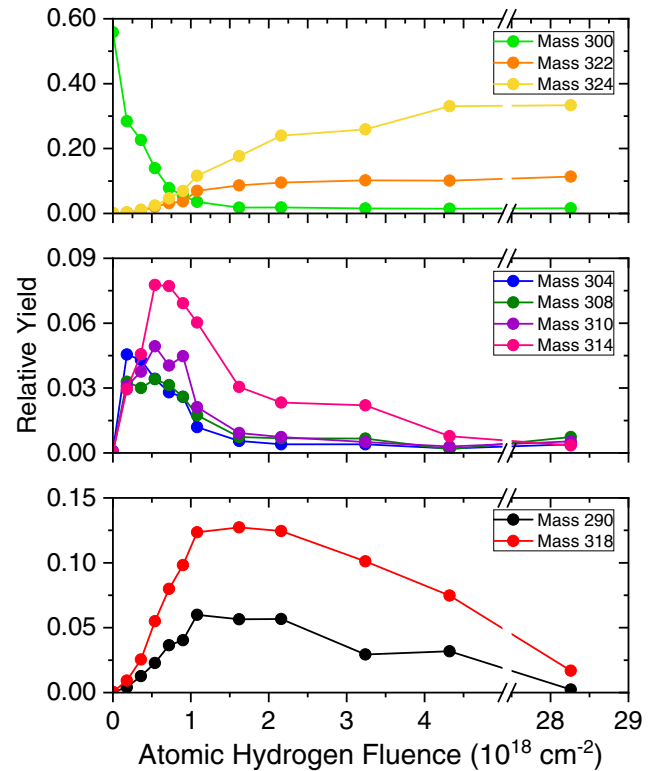 0.60
0.40
0.20
0.00
Mass 300
Mass 322
Mass 324
Relative Yield
0.09
0.06
0.03
0.00
Mass 304
Mass 308
Mass 310
Mass 314
0.15
0.10
0.05
0.00
Mass 290
Mass 318
0 1 2 3 4 28 29
Atomic Hydrogen Fluence (10¹⁸ cm⁻²)